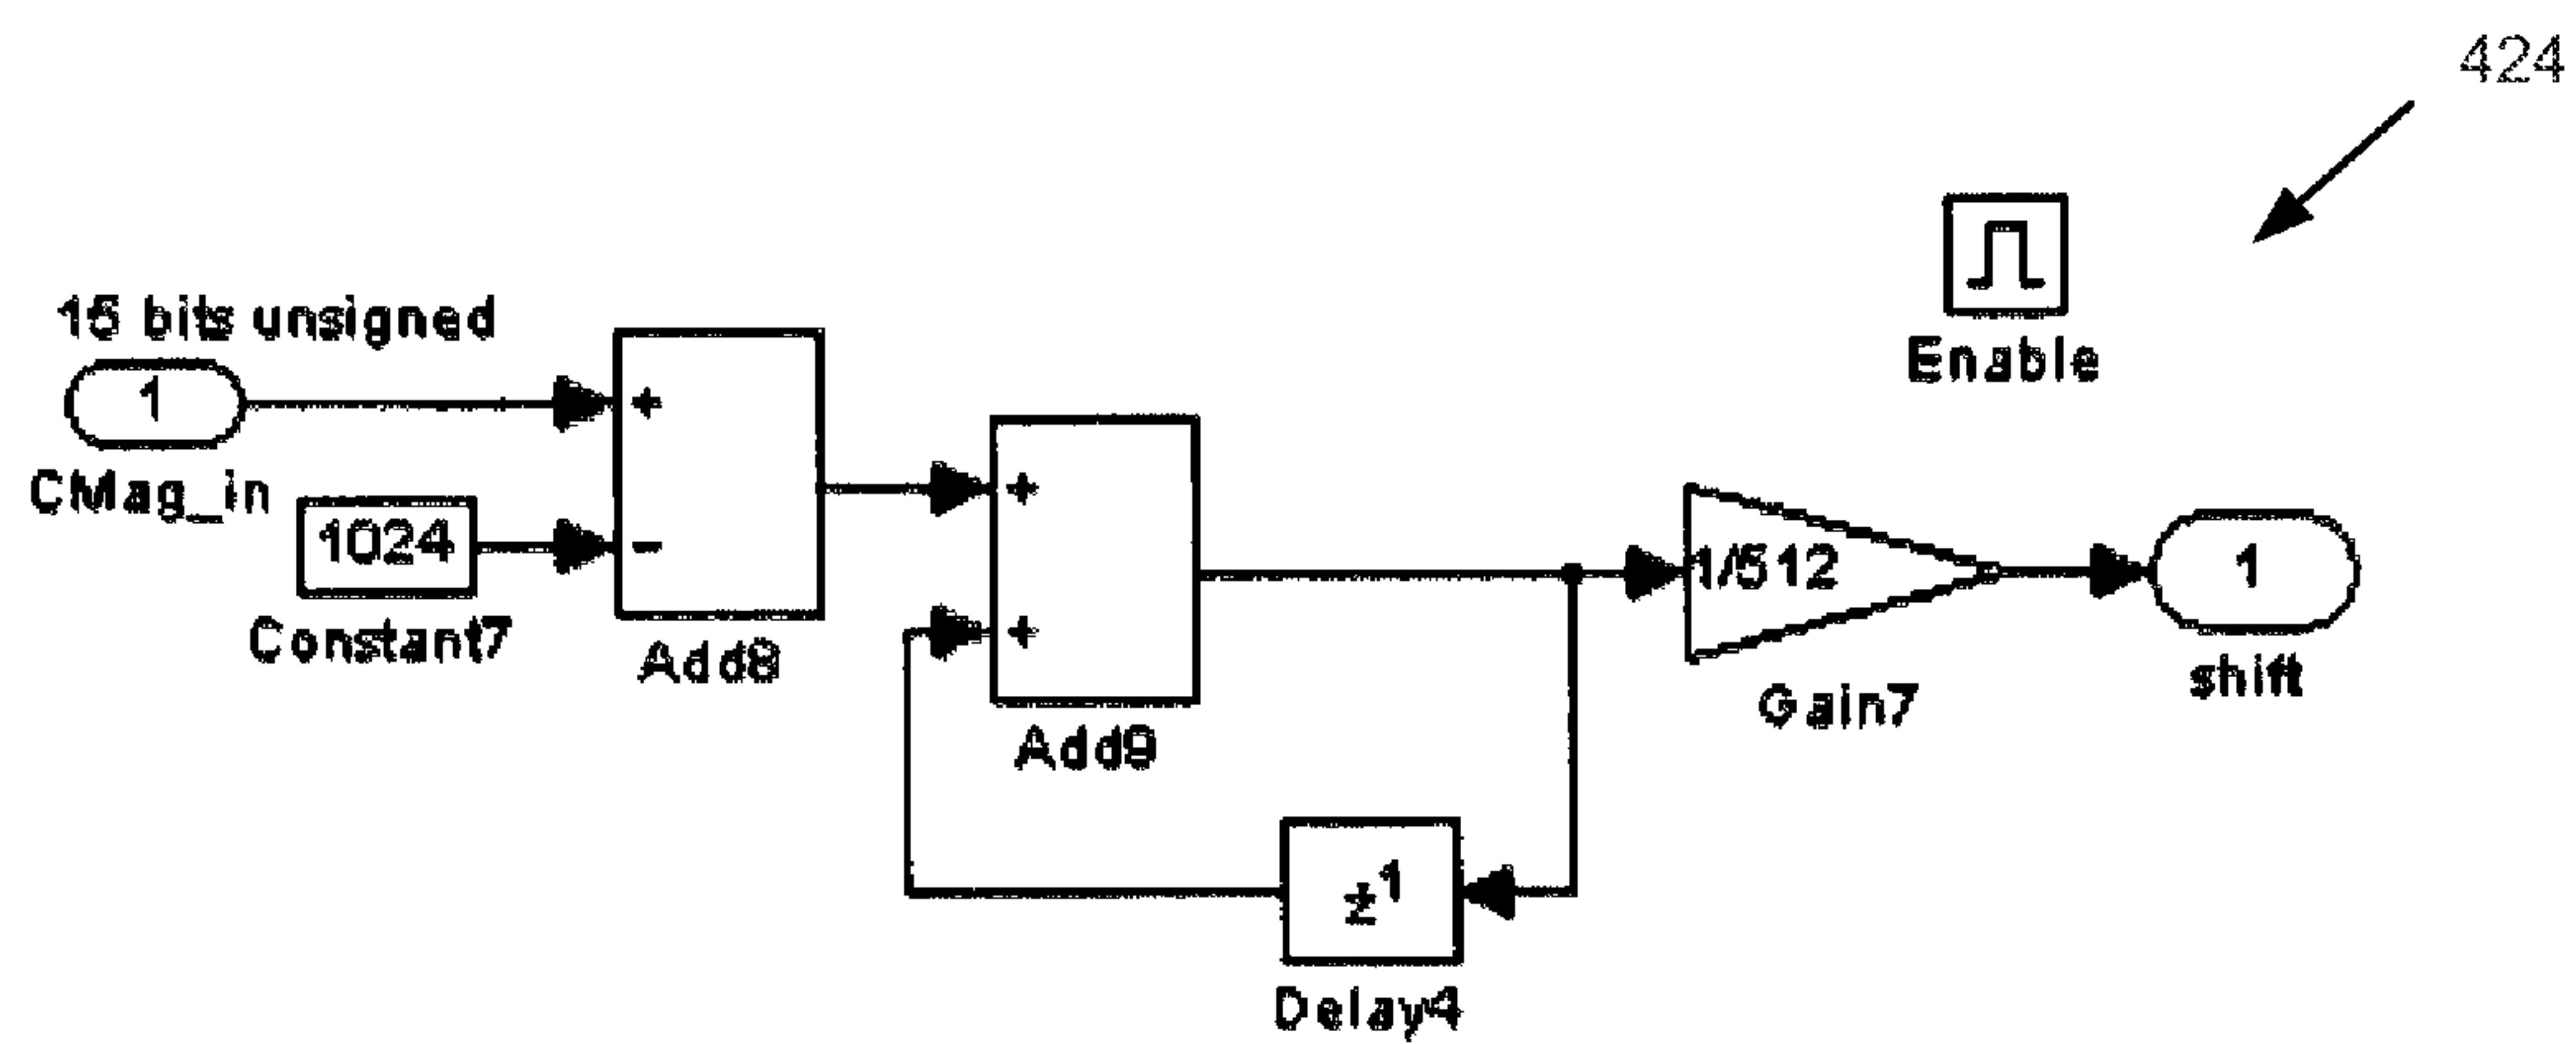 424
15 bits unsigned
1
CMag_in
1024
Constant7
+
-
Add8
+
+
Add9
z-1
Delay4
Enable
1/512
Gain7
1
shift